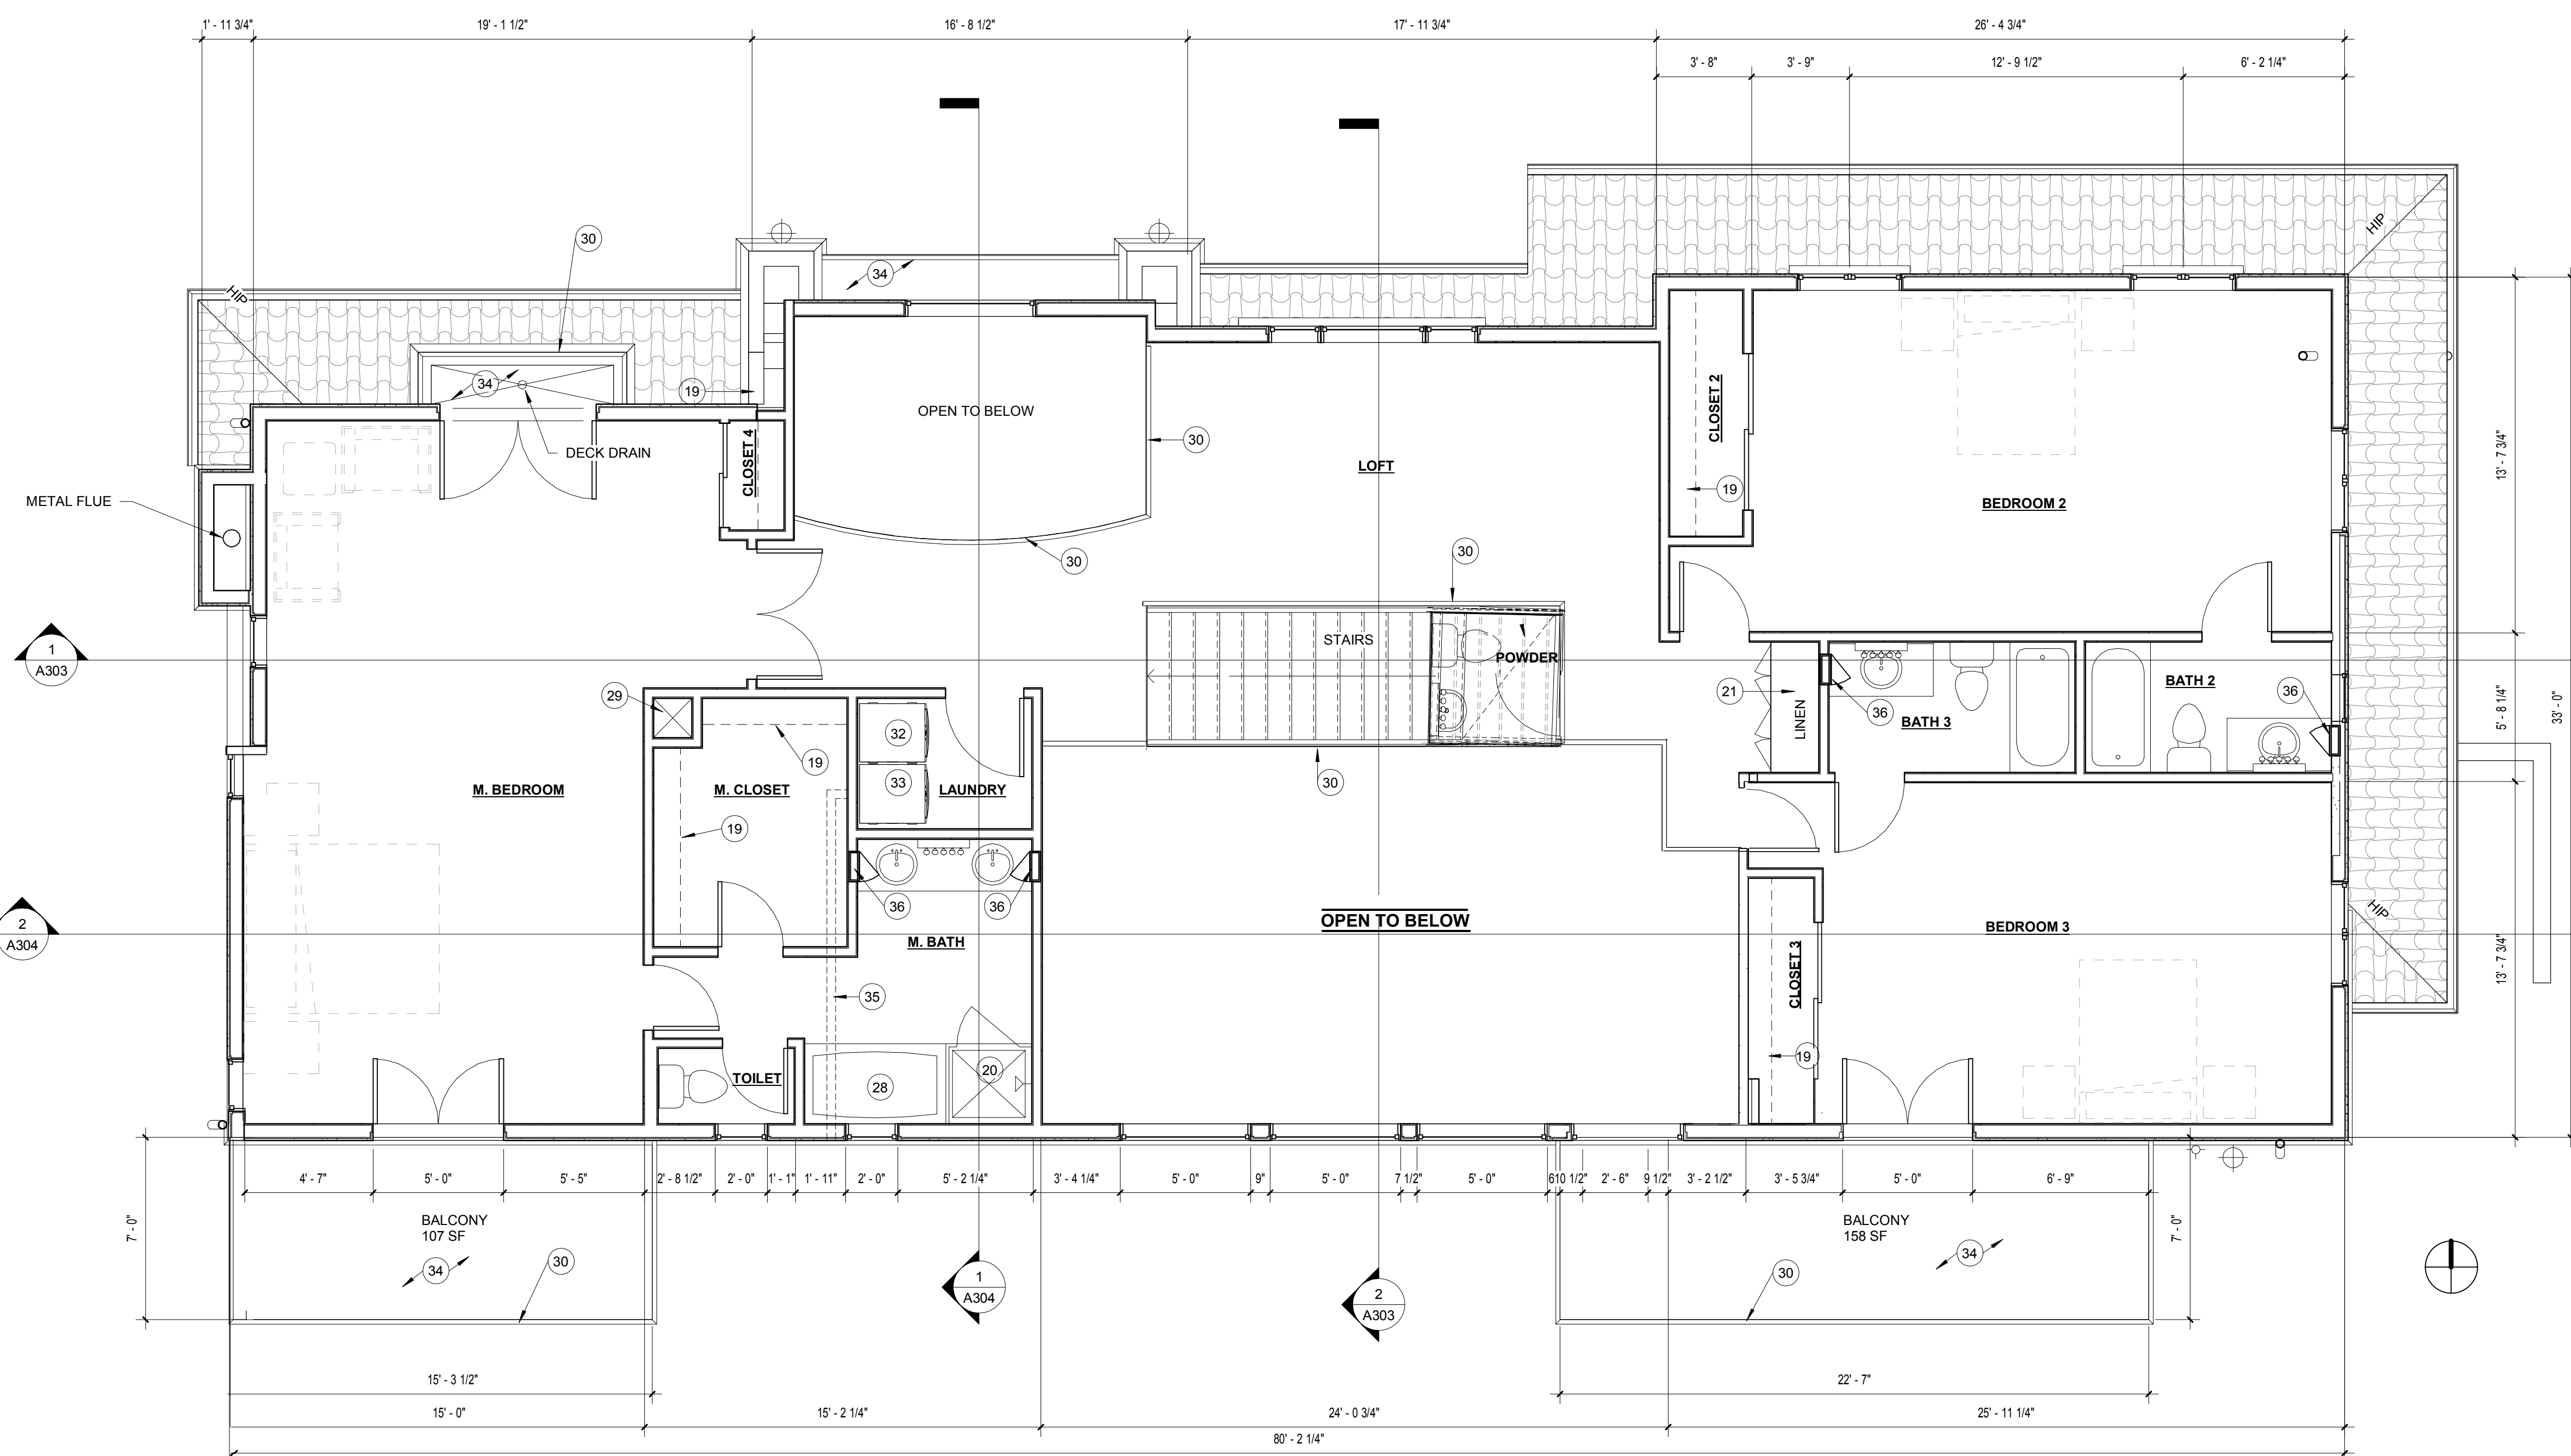 1' - 11 3/4"
19' - 1 1/2"
16' - 8 1/2"
17' - 11 3/4"
26' - 4 3/4"
3' - 8"
3' - 9"
12' - 9 1/2"
6' - 2 1/4"
HIP
30
34
HIP
34
19
OPEN TO BELOW
CLOSET 4
DECK DRAIN
30
LOFT
CLOSET 2
19
BEDROOM 2
13' - 7 3/4"
METAL FLUE
30
30
1
A303
STAIRS
POWDER
29
21
LINEN
36
BATH 3
BATH 2
36
5' - 8 1/4"
33' - 0"
32
19
33
M. BEDROOM
M. CLOSET
LAUNDRY
30
19
36
36
2
A304
M. BATH
OPEN TO BELOW
BEDROOM 3
HIP
13' - 7 3/4"
CLOSET 3
35
19
TOILET
28
20
4' - 7"
5' - 0"
5' - 5"
2' - 8 1/2"
2' - 0"
1' - 1"
1' - 11"
2' - 0"
5' - 2 1/4"
3' - 4 1/4"
5' - 0"
9"
5' - 0"
7 1/2"
5' - 0"
610 1/2"
2' - 6"
9 1/2"
3' - 2 1/2"
3' - 5 3/4"
5' - 0"
6' - 9"
7' - 0"
BALCONY
107 SF
34
30
1
A304
2
A303
BALCONY
158 SF
34
30
7' - 0"
15' - 3 1/2"
22' - 7"
15' - 0"
15' - 2 1/4"
24' - 0 3/4"
25' - 11 1/4"
80' - 2 1/4"